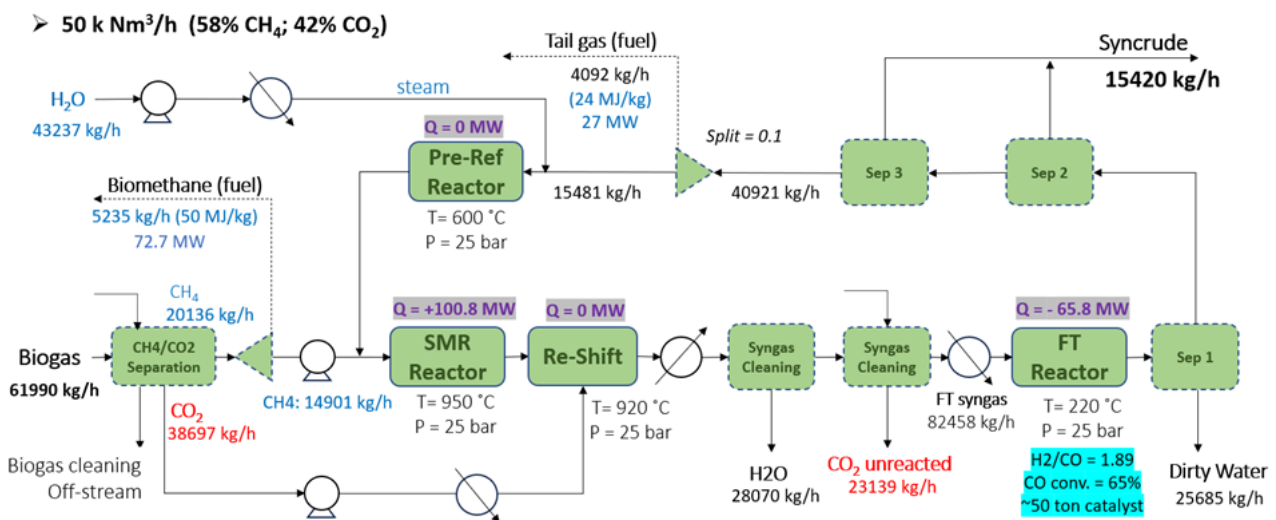 ➤ 50 k Nm³/h (58% CH₄; 42% CO₂)
Tail gas (fuel)
4092 kg/h
(24 MJ/kg)
27 MW
Syncrude
15420 kg/h
H₂O
43237 kg/h
steam
Split = 0.1
Q = 0 MW
Pre-Ref
Reactor
T= 600 ˚C
P = 25 bar
15481 kg/h
40921 kg/h
Sep 3
Sep 2
Biomethane (fuel)
5235 kg/h (50 MJ/kg)
72.7 MW
CH₄
20136 kg/h
Biogas
61990 kg/h
CH4/CO2
Separation
CH4: 14901 kg/h
CO₂
38697 kg/h
Biogas cleaning
Off-stream
Q = +100.8 MW
SMR
Reactor
T= 950 ˚C
P = 25 bar
Q = 0 MW
Re-Shift
T= 920 ˚C
P = 25 bar
Syngas
Cleaning
H2O
28070 kg/h
Syngas
Cleaning
CO₂ unreacted
23139 kg/h
FT syngas
82458 kg/h
Q = - 65.8 MW
FT
Reactor
T= 220 ˚C
P = 25 bar
H2/CO = 1.89
CO conv. = 65%
~50 ton catalyst
Sep 1
Dirty Water
25685 kg/h